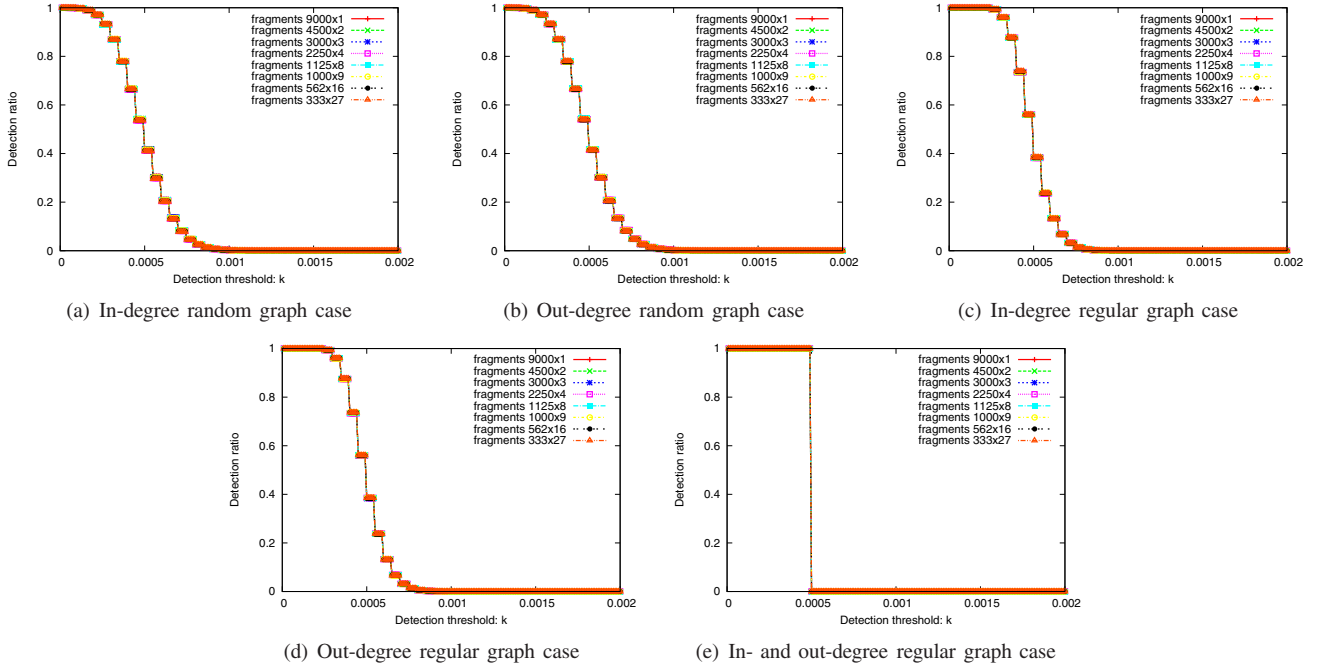 1
0.8
0.6
0.4
0.2
0
Detection ratio
0 0.0005 0.001 0.0015 0.002
Detection threshold: k
fragments 9000x1
fragments 4500x2
fragments 3000x3
fragments 2250x4
fragments 1125x8
fragments 1000x9
fragments 562x16
fragments 333x27
(a) In-degree random graph case
1
0.8
0.6
0.4
0.2
0
Detection ratio
0 0.0005 0.001 0.0015 0.002
Detection threshold: k
fragments 9000x1
fragments 4500x2
fragments 3000x3
fragments 2250x4
fragments 1125x8
fragments 1000x9
fragments 562x16
fragments 333x27
(b) Out-degree random graph case
1
0.8
0.6
0.4
0.2
0
Detection ratio
0 0.0005 0.001 0.0015 0.002
Detection threshold: k
fragments 9000x1
fragments 4500x2
fragments 3000x3
fragments 2250x4
fragments 1125x8
fragments 1000x9
fragments 562x16
fragments 333x27
(c) In-degree regular graph case
1
0.8
0.6
0.4
0.2
0
Detection ratio
0 0.0005 0.001 0.0015 0.002
Detection threshold: k
fragments 9000x1
fragments 4500x2
fragments 3000x3
fragments 2250x4
fragments 1125x8
fragments 1000x9
fragments 562x16
fragments 333x27
(d) Out-degree regular graph case
1
0.8
0.6
0.4
0.2
0
Detection ratio
0 0.0005 0.001 0.0015 0.002
Detection threshold: k
fragments 9000x1
fragments 4500x2
fragments 3000x3
fragments 2250x4
fragments 1125x8
fragments 1000x9
fragments 562x16
fragments 333x27
(e) In- and out-degree regular graph case